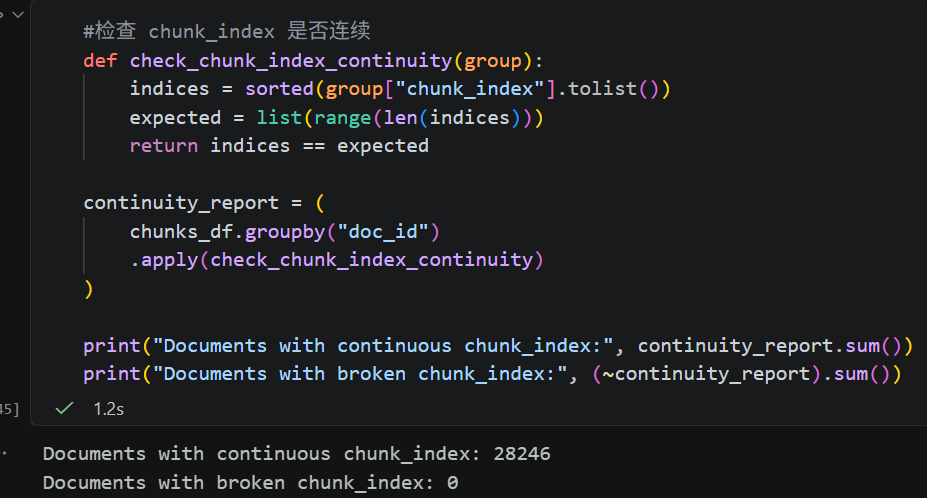 #检查 chunk_index 是否连续
def check_chunk_index_continuity(group):
    indices = sorted(group["chunk_index"].tolist())
    expected = list(range(len(indices)))
    return indices == expected

continuity_report = (
    chunks_df.groupby("doc_id")
    .apply(check_chunk_index_continuity)
)

print("Documents with continuous chunk_index:", continuity_report.sum())
print("Documents with broken chunk_index:", (~continuity_report).sum())
1.2s
Documents with continuous chunk_index: 28246
Documents with broken chunk_index: 0